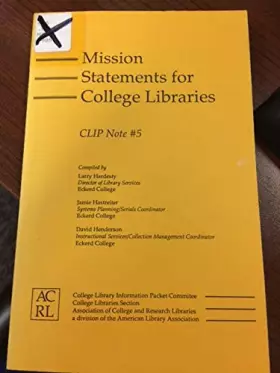 Mission
Statements for
College Libraries
CLIP Note #5
Compiled by
Larry Hardesty
Director of Library Services
Eckerd College
Jamie Hastreiter
Systems Planning/Serials Coordinator
Eckerd College
David Henderson
Instructional Services/Collection Management Coordinator
Eckerd College
AC
RL
College Library Information Packet Committee
College Libraries Section
Association of College and Research Libraries
a division of the American Library Association